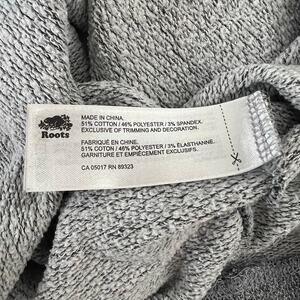 Roots
MADE IN CHINA.
51% COTTON / 46% POLYESTER / 3% SPANDEX.
EXCLUSIVE OF TRIMMING AND DECORATION.
FABRIQUÉ EN CHINE.
51% COTON / 46% POLYESTER / 3% ÉLASTHANNE.
GARNITURE ET EMPIÈCEMENT EXCLUSIFS.
CA 05017 RN 89323